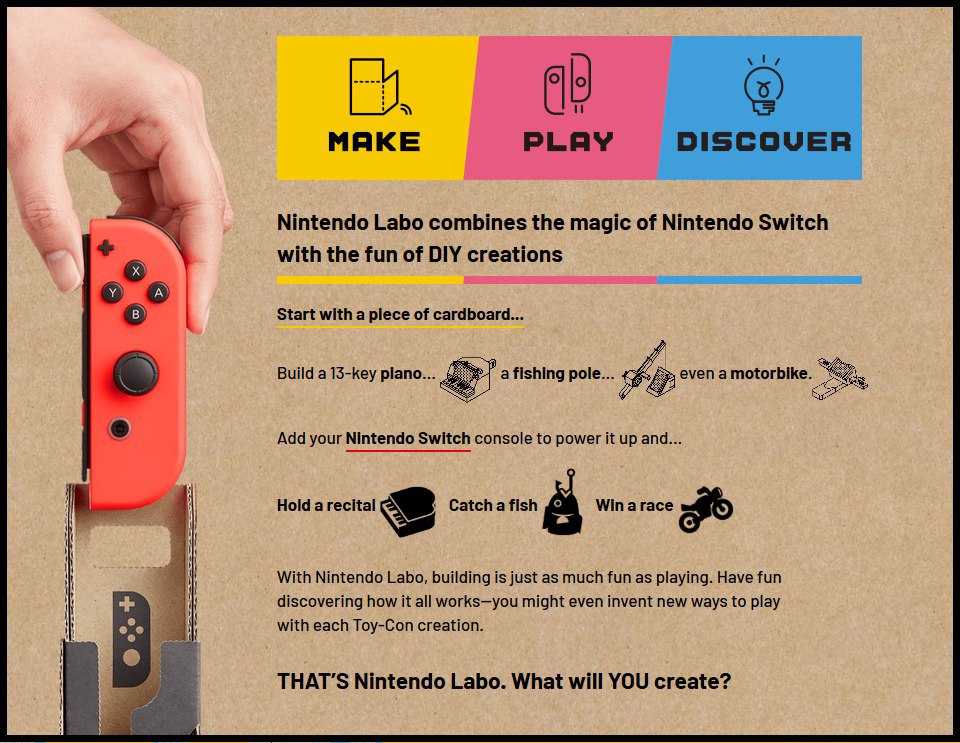 MAKE
PLAY
DISCOVER
Nintendo Labo combines the magic of Nintendo Switch
with the fun of DIY creations
Start with a piece of cardboard...
Build a 13-key piano... a fishing pole... even a motorbike.
Add your Nintendo Switch console to power it up and...
Hold a recital Catch a fish Win a race
With Nintendo Labo, building is just as much fun as playing. Have fun
discovering how it all works—you might even invent new ways to play
with each Toy-Con creation.
THAT'S Nintendo Labo. What will YOU create?
X
Y
A
B